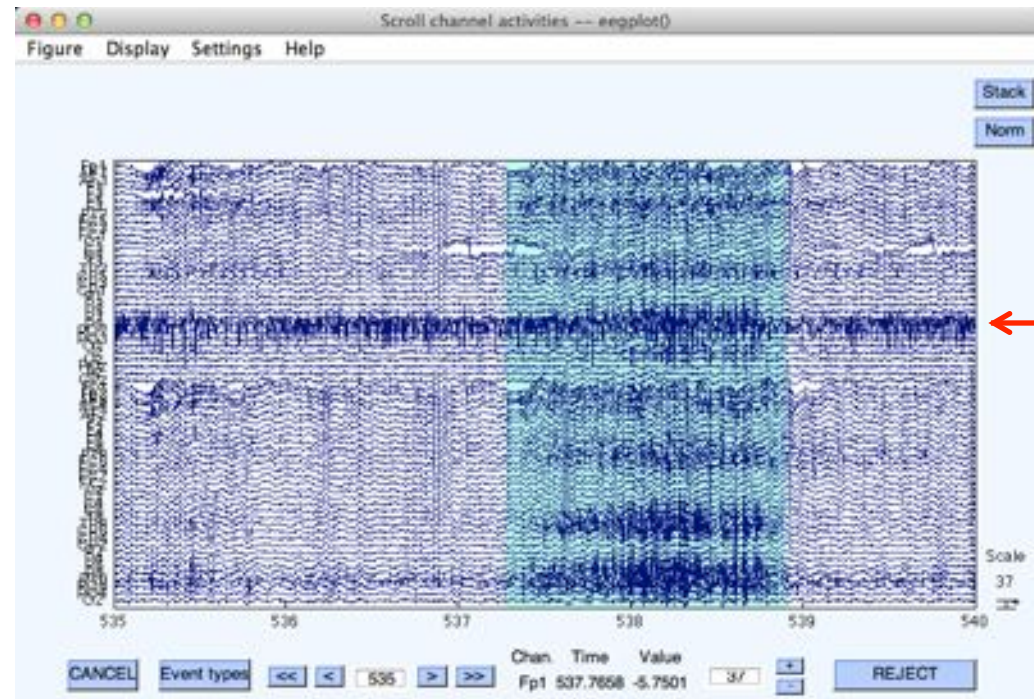 Scroll channel activities -- eegplot()
Figure Display Settings Help
Stack
Norm
Fp1
Scale
37
535 536 537 538 539 540
Chan. Time Value
CANCEL Event types << < 535 > >> Fp1 537.7658 -5.7501 37 + - REJECT